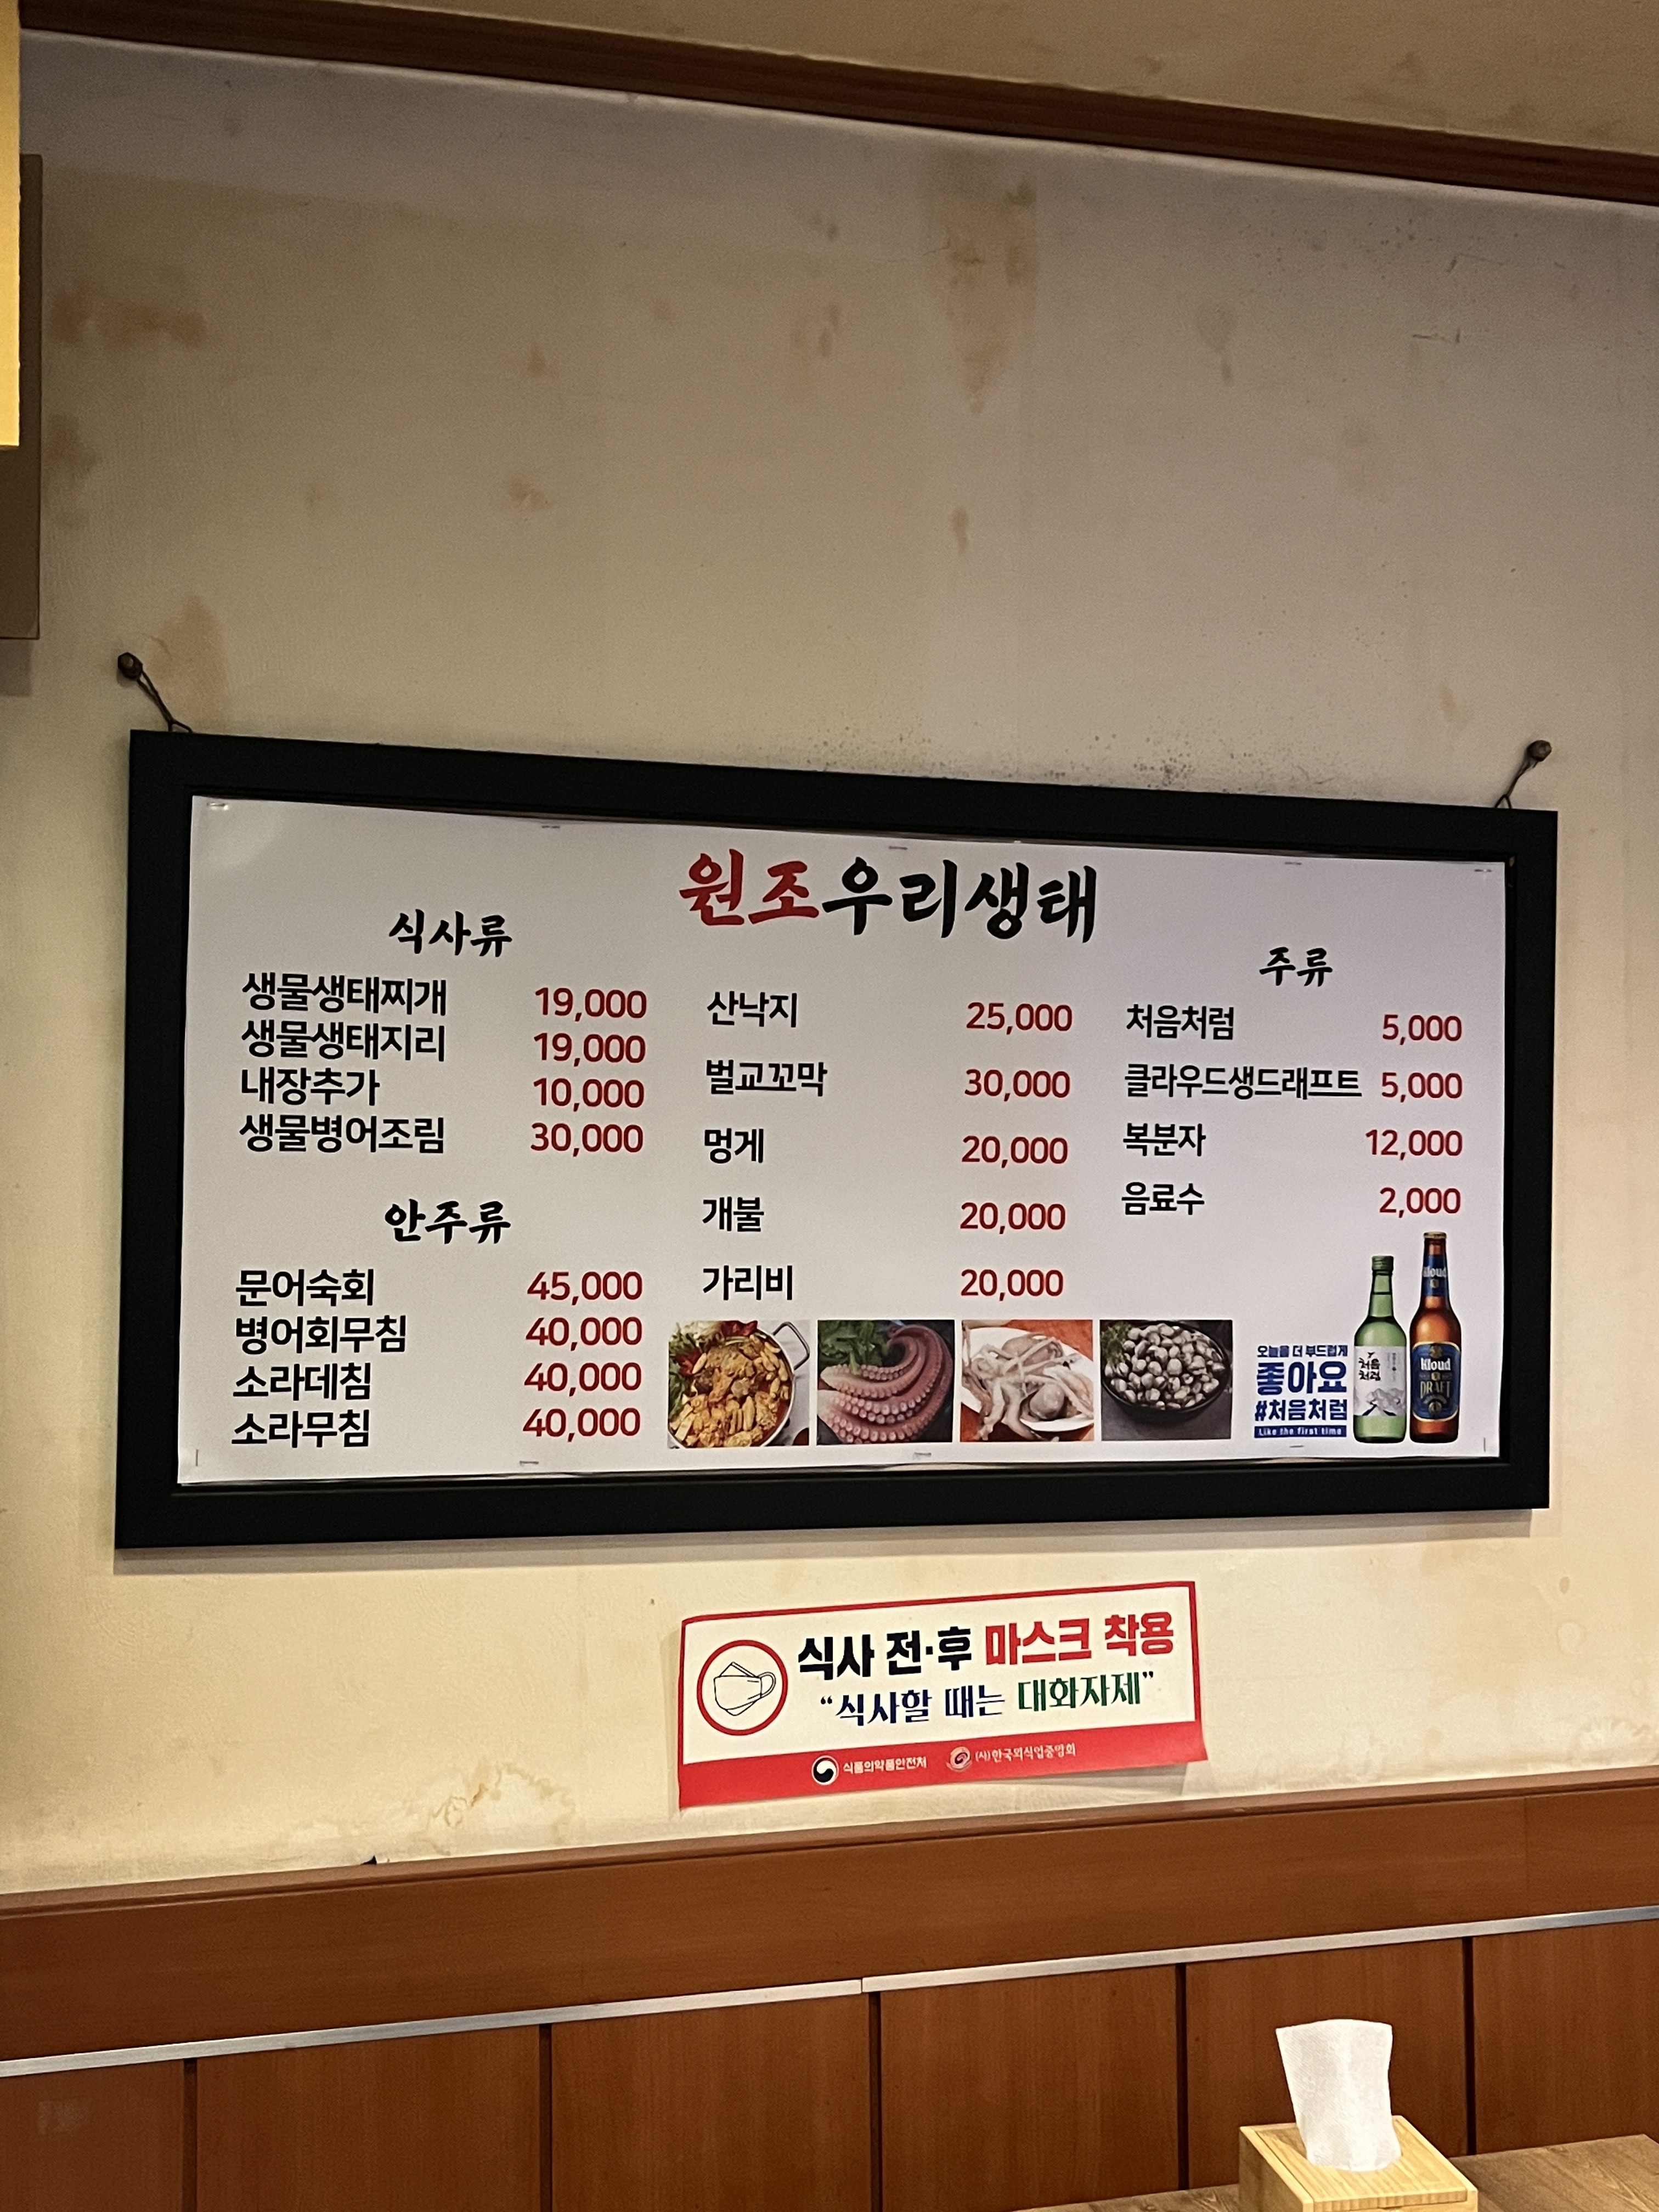 원조우리생태
식사류
생물생태찌개 19,000
생물생태지리 19,000
내장추가 10,000
생물병어조림 30,000
안주류
문어숙회 45,000
병어회무침 40,000
소라데침 40,000
소라무침 40,000
산낙지 25,000
벌교꼬막 30,000
멍게 20,000
개불 20,000
가리비 20,000
주류
처음처럼 5,000
클라우드생드래프트 5,000
복분자 12,000
음료수 2,000
오늘을 더 부드럽게
좋아요
#처음처럼
Like the first time
처음
처럼
Kloud
Kloud
DRAFT
식사 전·후 마스크 착용
“식사할 때는 대화자제”
식품의약품안전처 (사)한국외식업중앙회